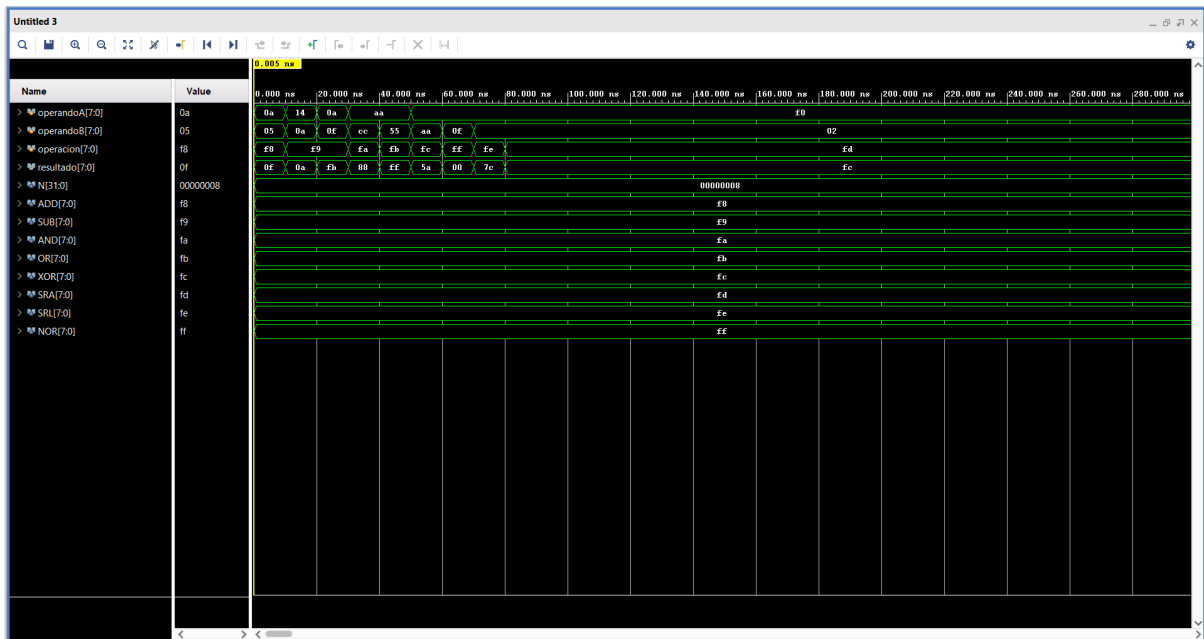 Untitled 3
0.005 ns
Name Value
0.000 ns 20.000 ns 40.000 ns 60.000 ns 80.000 ns 100.000 ns 120.000 ns 140.000 ns 160.000 ns 180.000 ns 200.000 ns 220.000 ns 240.000 ns 260.000 ns 280.000 ns
operandoA[7:0] 0a 0a 14 0a aa f0
operandoB[7:0] 05 05 0a 0f cc 55 aa 0f 02
operacion[7:0] f8 f8 f9 fa fb fc ff fe fd
resultado[7:0] 0f 0f 0a fb 88 ff 5a 00 7c fc
N[31:0] 00000008 00000008
ADD[7:0] f8 f8
SUB[7:0] f9 f9
AND[7:0] fa fa
OR[7:0] fb fb
XOR[7:0] fc fc
SRA[7:0] fd fd
SRL[7:0] fe fe
NOR[7:0] ff ff